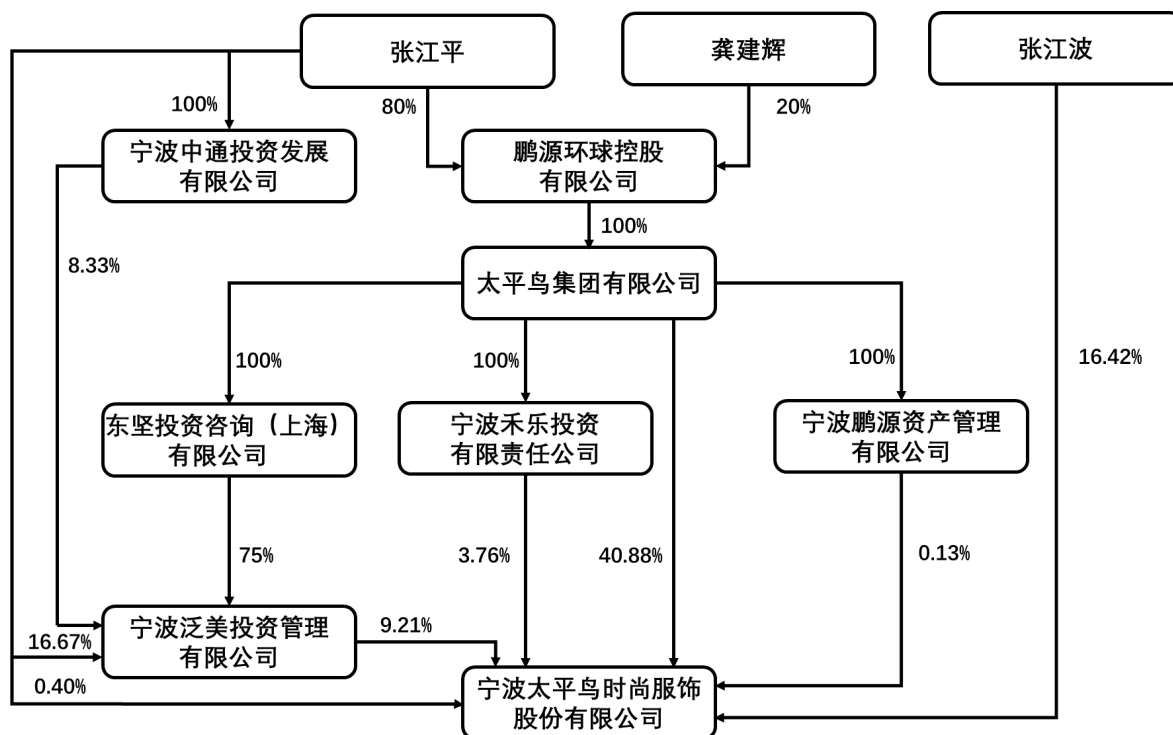 张江平
龚建辉
张江波
100%
80%
20%
宁波中通投资发展
有限公司
鹏源环球控股
有限公司
100%
8.33%
太平鸟集团有限公司
100%
100%
100%
16.42%
东坚投资咨询（上海）
有限公司
宁波禾乐投资
有限责任公司
宁波鹏源资产管理
有限公司
75%
3.76%
40.88%
0.13%
宁波泛美投资管理
有限公司
9.21%
16.67%
0.40%
宁波太平鸟时尚服饰
股份有限公司